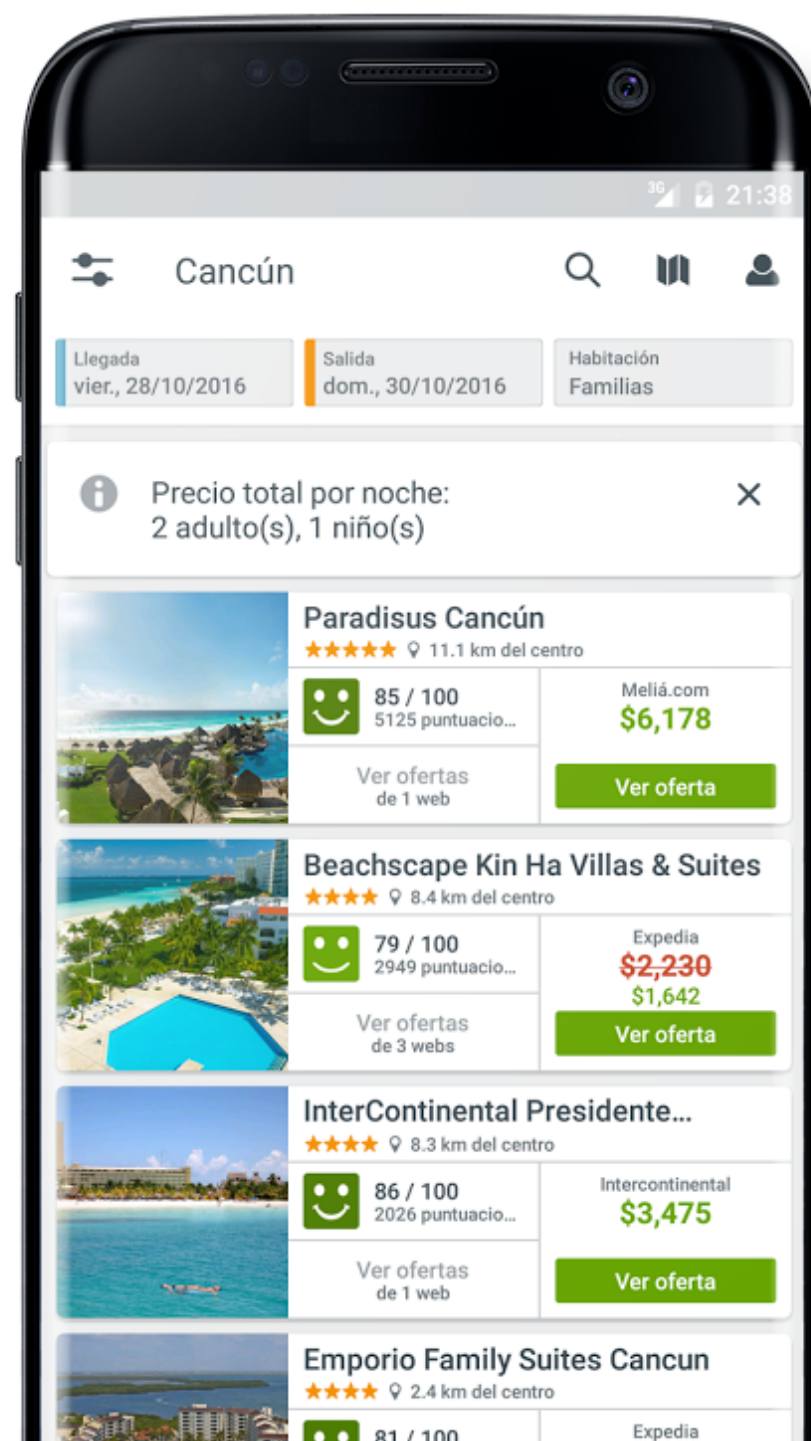 3G 21:38
Cancún
Llegada
vier., 28/10/2016
Salida
dom., 30/10/2016
Habitación
Familias
Precio total por noche:
2 adulto(s), 1 niño(s)
Paradisus Cancún
11.1 km del centro
85 / 100
5125 puntuacio...
Meliá.com
$6,178
Ver ofertas
de 1 web
Ver oferta
Beachscape Kin Ha Villas & Suites
8.4 km del centro
79 / 100
2949 puntuacio...
Expedia
$2,230
$1,642
Ver ofertas
de 3 webs
Ver oferta
InterContinental Presidente...
8.3 km del centro
86 / 100
2026 puntuacio...
Intercontinental
$3,475
Ver ofertas
de 1 web
Ver oferta
Emporio Family Suites Cancun
2.4 km del centro
81 / 100
Expedia